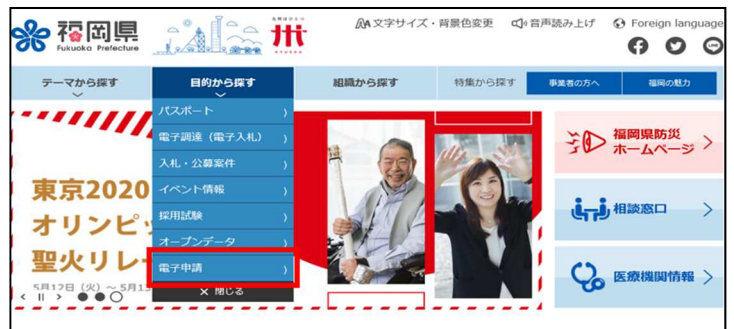 福岡県
Fukuoka Prefecture
文字サイズ・背景色変更
音声読み上げ
Foreign language
テーマから探す
目的から探す
組織から探す
特集から探す
事業者の方へ
福岡の魅力
パスポート
電子調達（電子入札）
入札・公募案件
イベント情報
採用試験
オープンデータ
電子申請
× 閉じる
東京2020
オリンピッ
聖火リレー
5月12日（火）～5月13
福岡県防災
ホームページ
相談窓口
医療機関情報